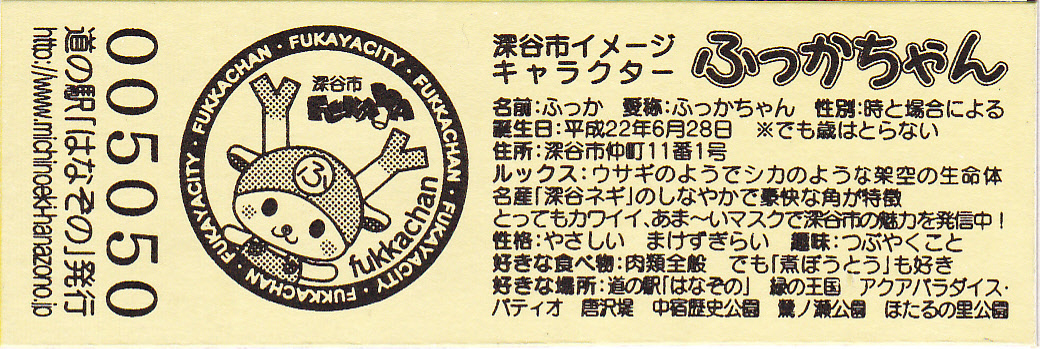 005050
道の駅「はなぞの」発行
http://www.michinoeki-hanazono.jp
FUKAYACITY・FUKKACHAN・FUKAYACITY・FUKKACHAN・FUKAYACITY・FUKKACHAN・
深谷市
FUKAYA
ふ
fukkachan
深谷市イメージ
キャラクター
ふっかちゃん
名前:ふっか 愛称:ふっかちゃん 性別:時と場合による
誕生日:平成22年6月28日 ※でも歳はとらない
住所:深谷市仲町11番1号
ルックス:ウサギのようでシカのような架空の生命体
名産「深谷ネギ」のしなやかで豪快な角が特徴
とってもカワイイ、あま〜いマスクで深谷市の魅力を発信中!
性格:やさしい まけずぎらい 趣味:つぶやくこと
好きな食べ物:肉類全般 でも「煮ぼうとう」も好き
好きな場所:道の駅「はなぞの」 緑の王国 アクアパラダイス・
パティオ 唐沢堤 中宿歴史公園 鶯ノ瀬公園 ほたるの里公園